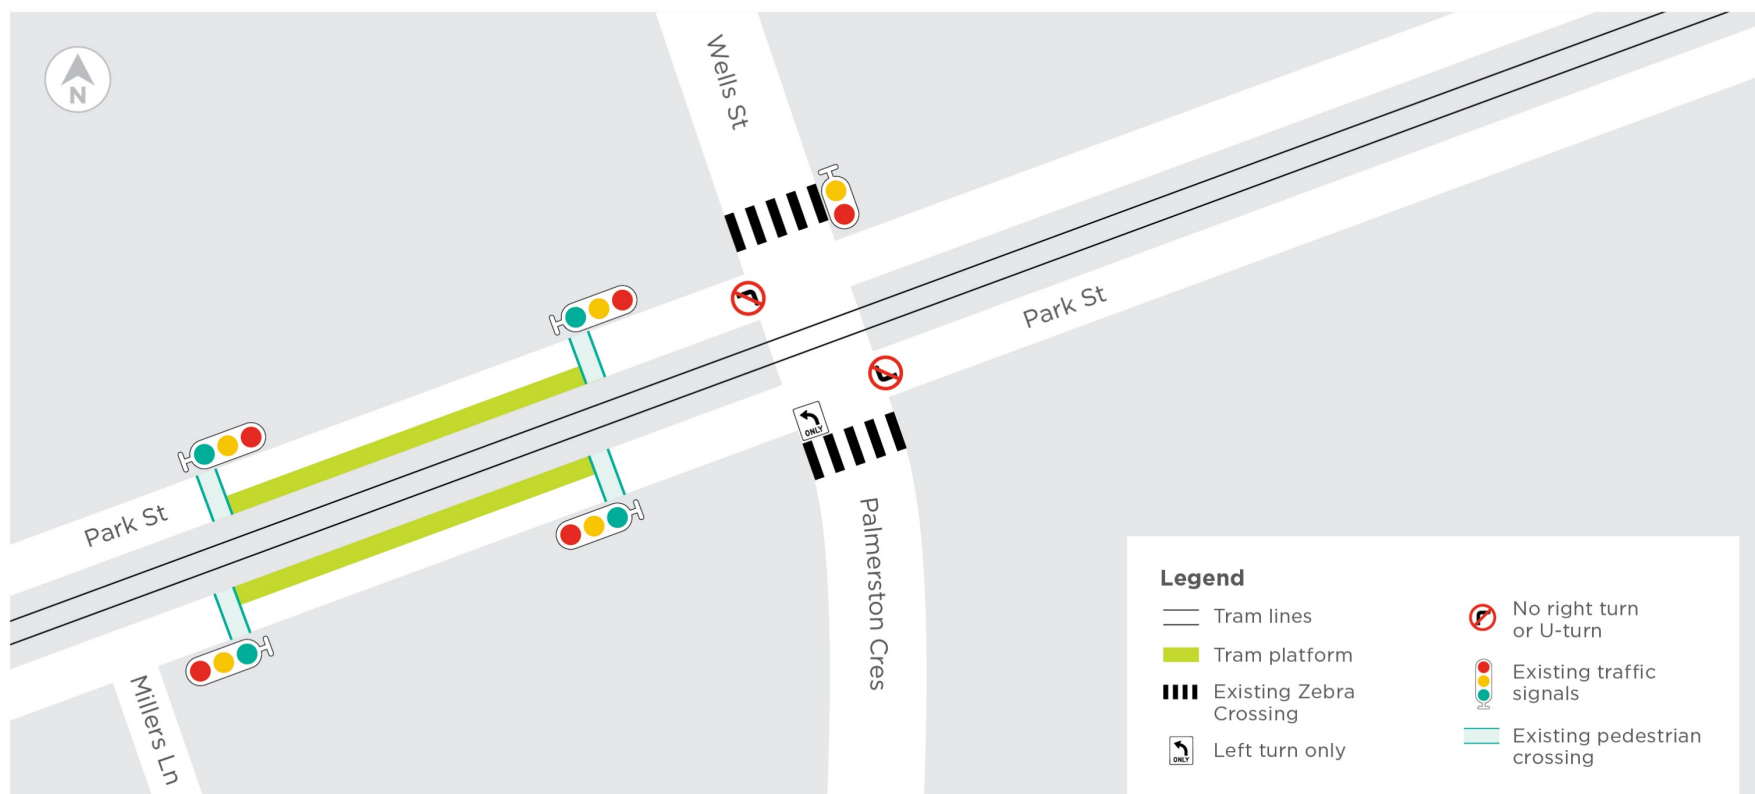 N
Wells St
Park St
ONLY
Park St
Palmerston Cres
Millers Ln
Legend
Tram lines
Tram platform
Existing Zebra
Crossing
ONLY
Left turn only
No right turn
or U-turn
Existing traffic
signals
Existing pedestrian
crossing